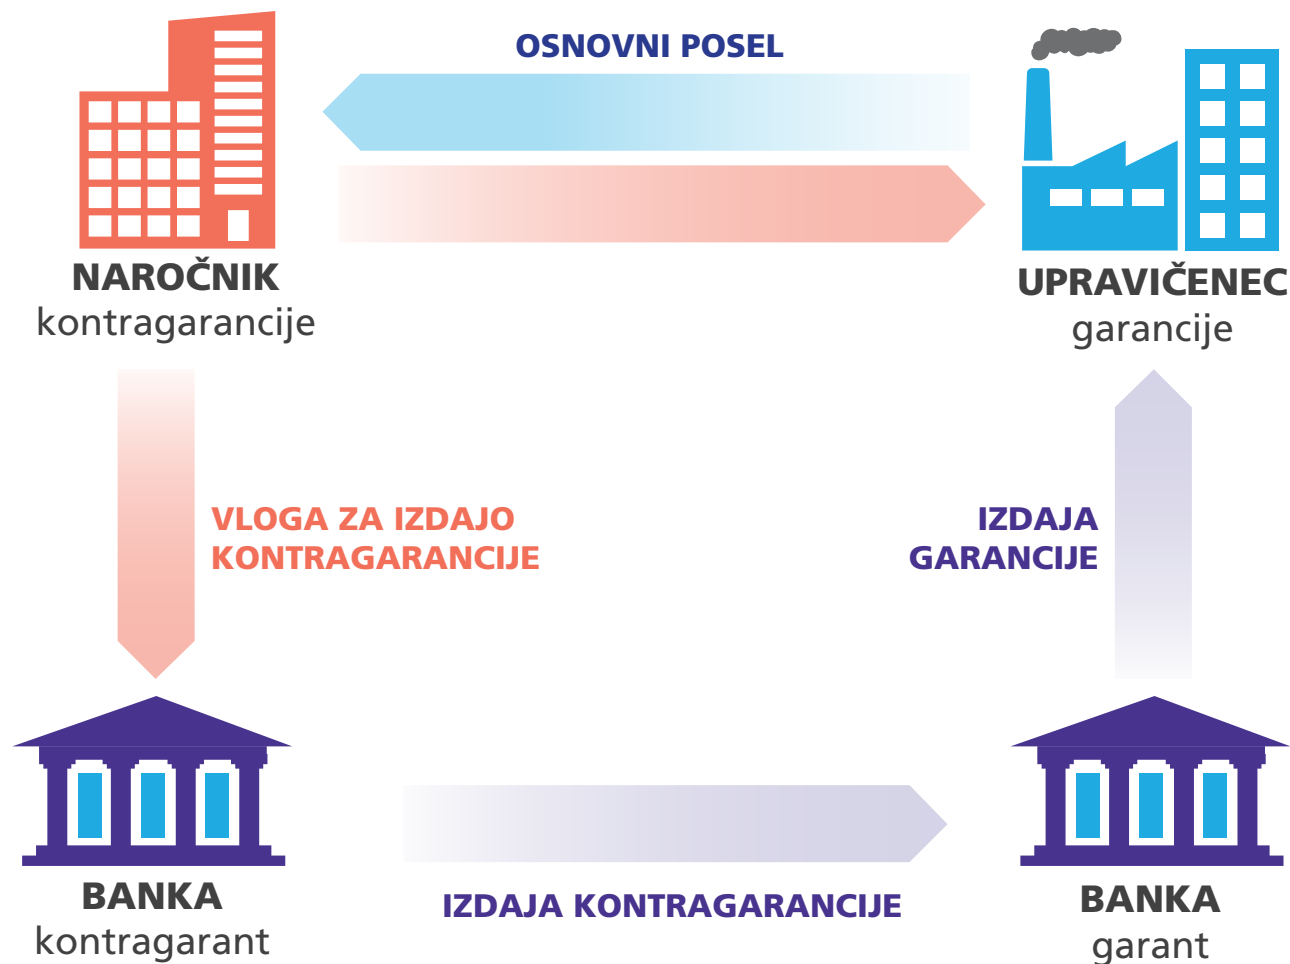 OSNOVNI POSEL
NAROČNIK
kontragarancije
UPRAVIČENEC
garancije
VLOGA ZA IZDAJO
KONTRAGARANCIJE
IZDAJA
GARANCIJE
BANKA
kontragarant
IZDAJA KONTRAGARANCIJE
BANKA
garant